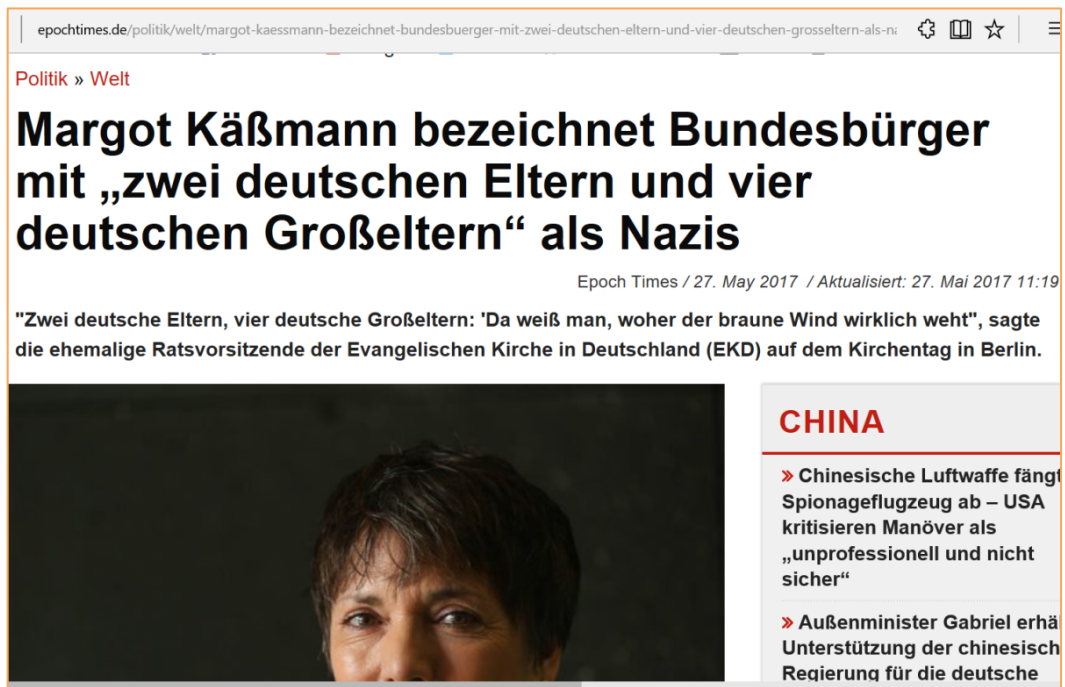 epochtimes.de/politik/welt/margot-kaessmann-bezeichnet-bundesbuerger-mit-zwei-deutschen-eltern-und-vier-deutschen-grosseltern-als-na
Politik » Welt
Margot Käßmann bezeichnet Bundesbürger
mit „zwei deutschen Eltern und vier
deutschen Großeltern“ als Nazis
Epoch Times / 27. May 2017 / Aktualisiert: 27. Mai 2017 11:19
"Zwei deutsche Eltern, vier deutsche Großeltern: 'Da weiß man, woher der braune Wind wirklich weht", sagte
die ehemalige Ratsvorsitzende der Evangelischen Kirche in Deutschland (EKD) auf dem Kirchentag in Berlin.
CHINA
» Chinesische Luftwaffe fängt
Spionageflugzeug ab – USA
kritisieren Manöver als
„unprofessionell und nicht
sicher“
» Außenminister Gabriel erhä
Unterstützung der chinesisch
Regierung für die deutsche